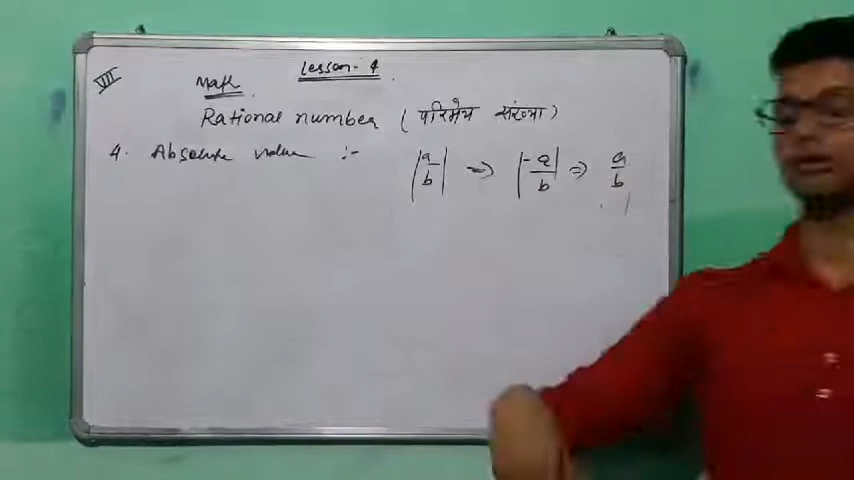 VII
Math Lesson - 4
Rational number (परिमेय संख्या)
4. Absolute value :- |a/b| => |-a/b| => a/b